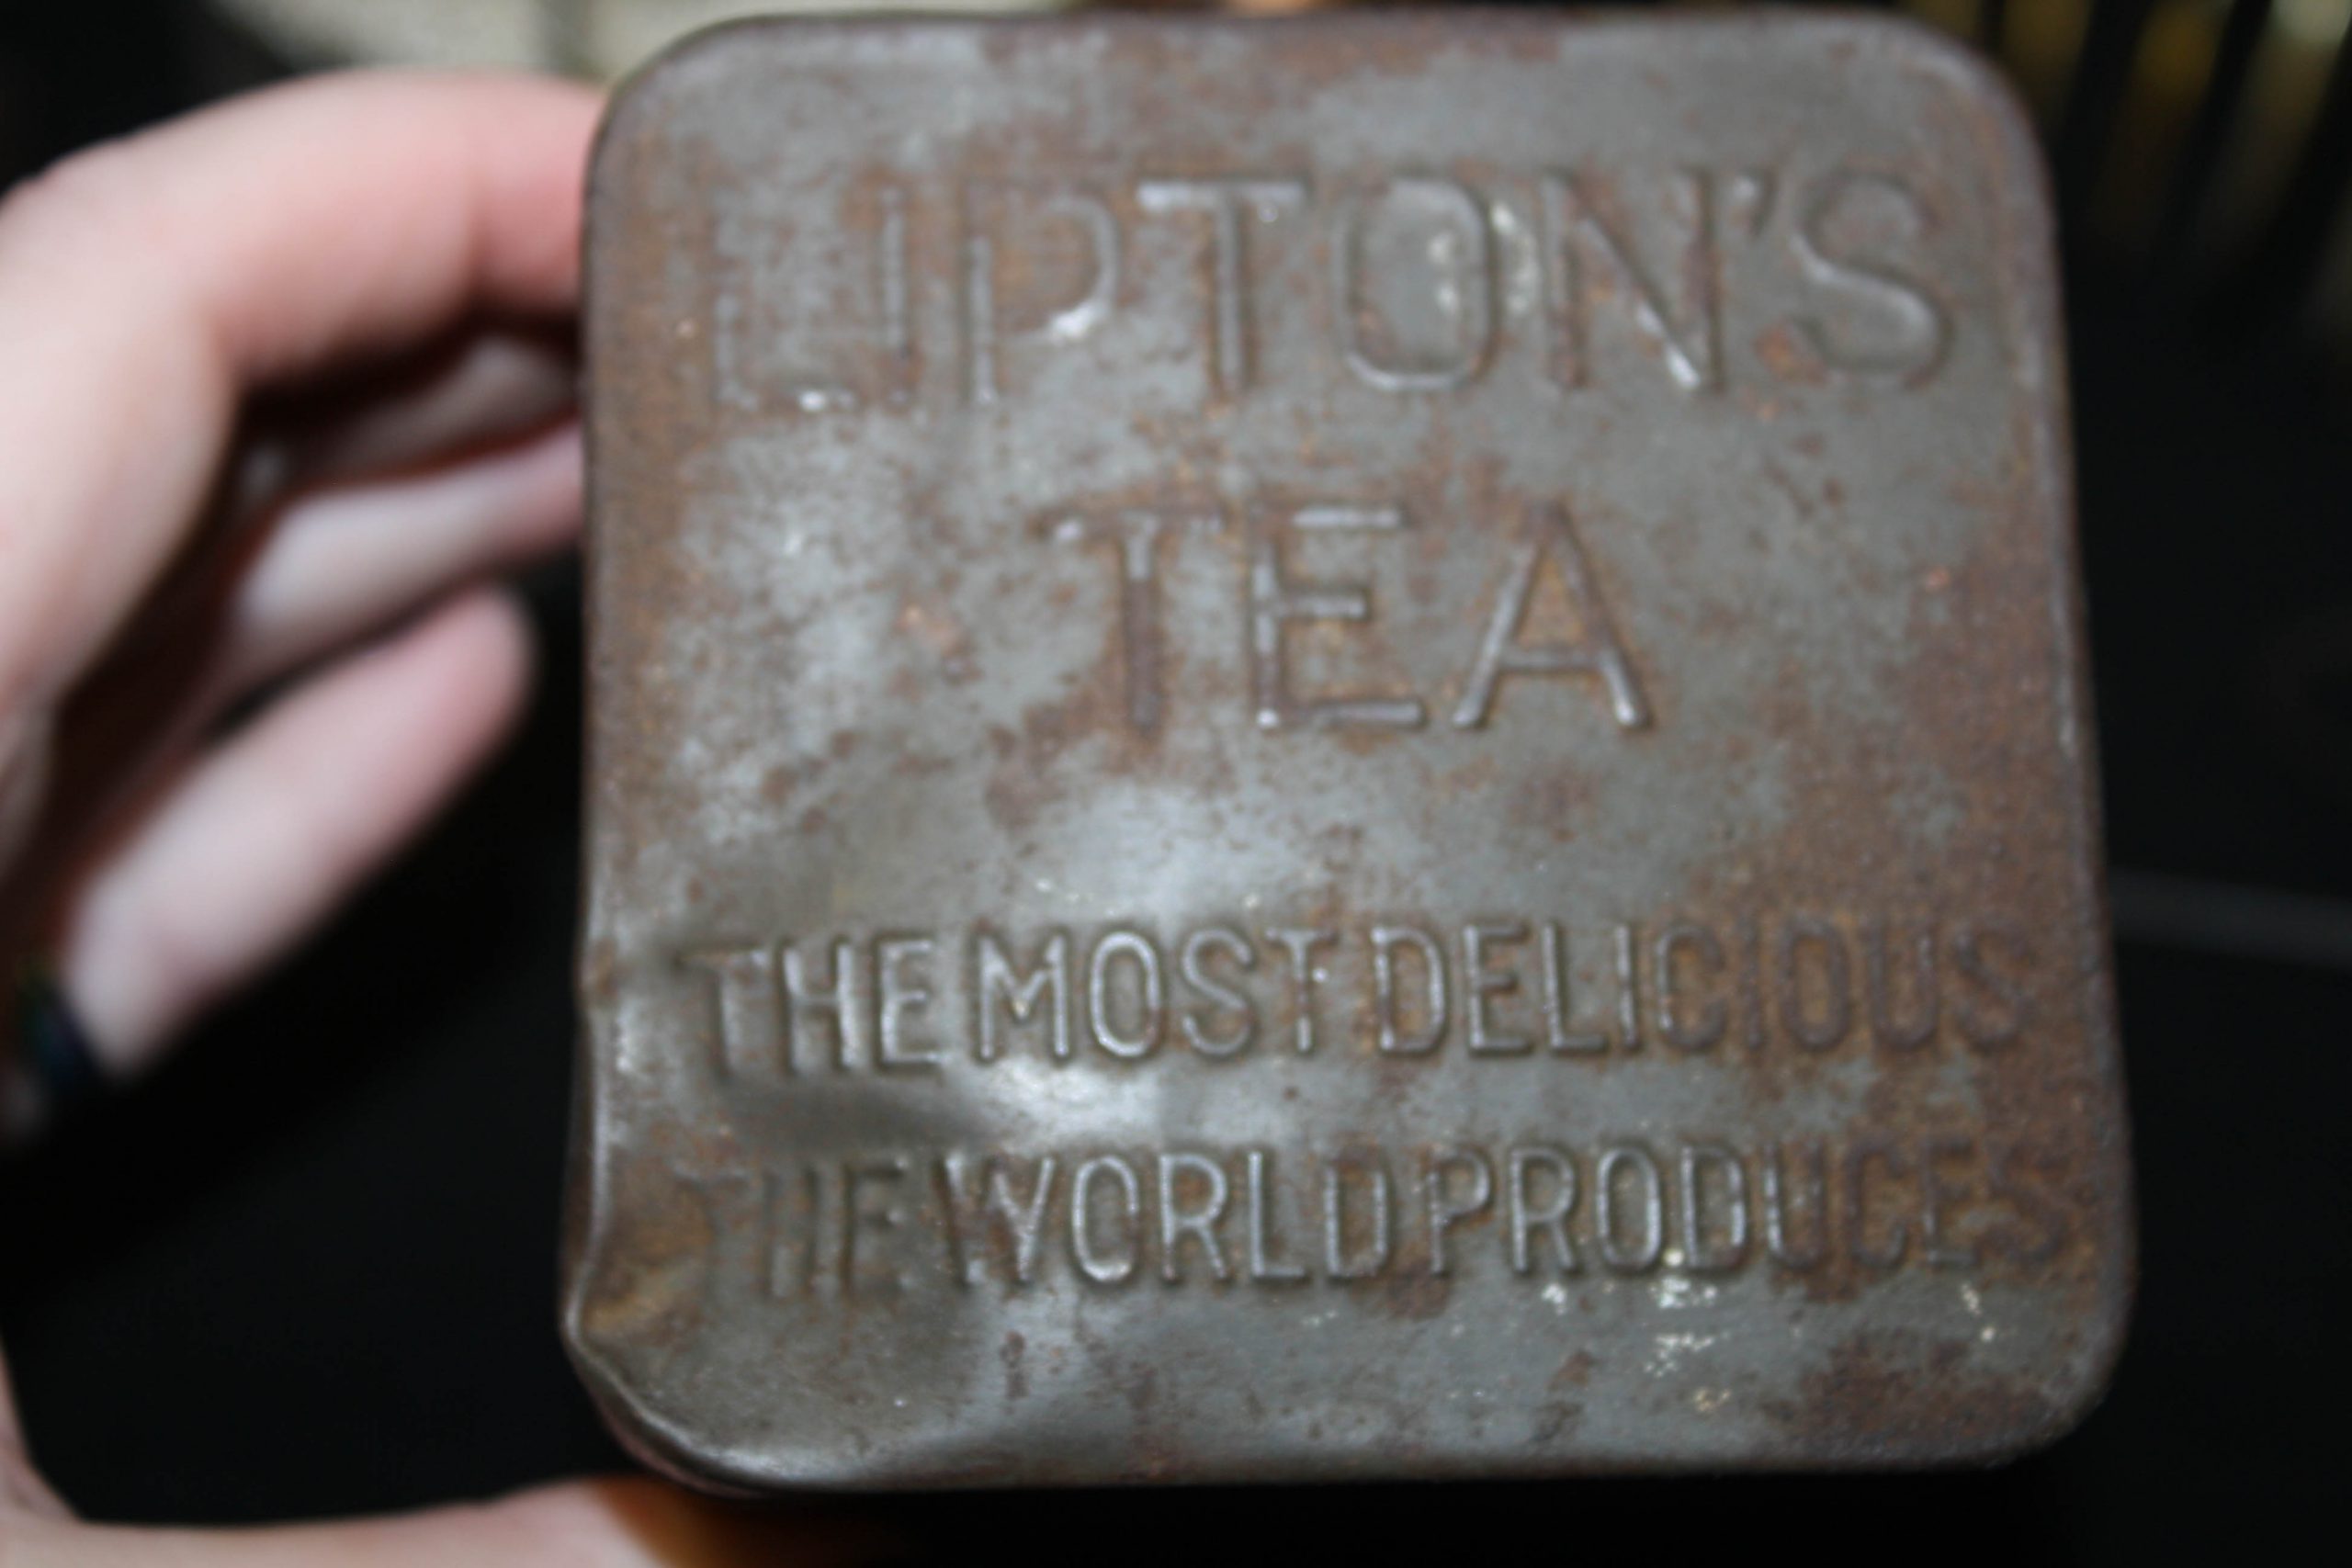 LIPTON'S
TEA
THE MOST DELICIOUS
THE WORLD PRODUCES